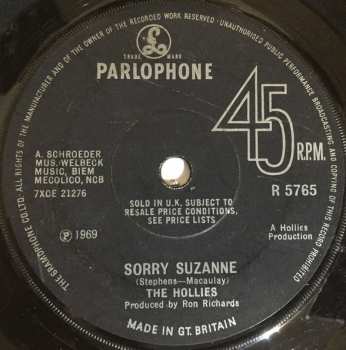 ALL RIGHTS OF THE MANUFACTURER AND OF THE OWNER OF THE RECORDED WORK RESERVED. UNAUTHORISED PUBLIC PERFORMANCE BROADCASTING AND COPYING OF THIS RECORD PROHIBITED
THE GRAMOPHONE CO. LTD.
TRADE MARK
PARLOPHONE
45
R.P.M.
A. SCHROEDER
MUS. WELBECK
MUSIC, BIEM
MECOLICO, NCB
7XCE 21276
R 5765
SOLD IN U.K. SUBJECT TO
RESALE PRICE CONDITIONS,
SEE PRICE LISTS
Ⓟ 1969
A Hollies
Production
SORRY SUZANNE
(Stephens—Macaulay)
THE HOLLIES
Produced by Ron Richards
MADE IN GT. BRITAIN